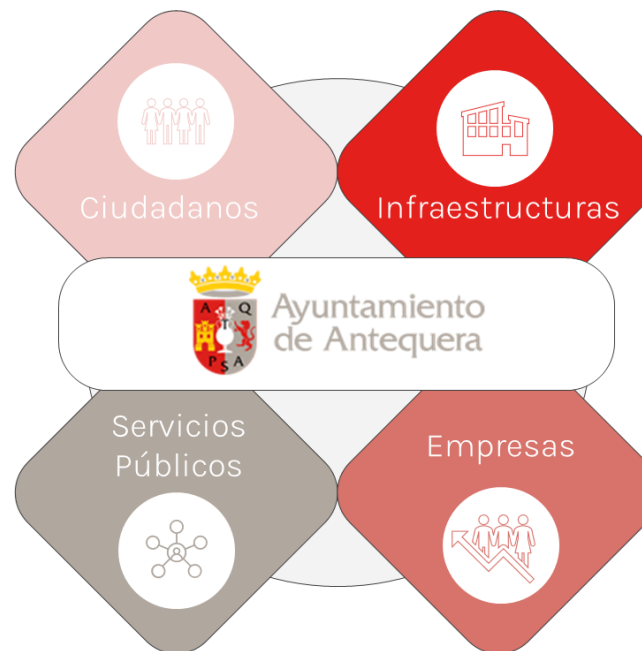 Ciudadanos
Infraestructuras
A Q
T
P S A
Ayuntamiento
de Antequera
Servicios
Públicos
Empresas